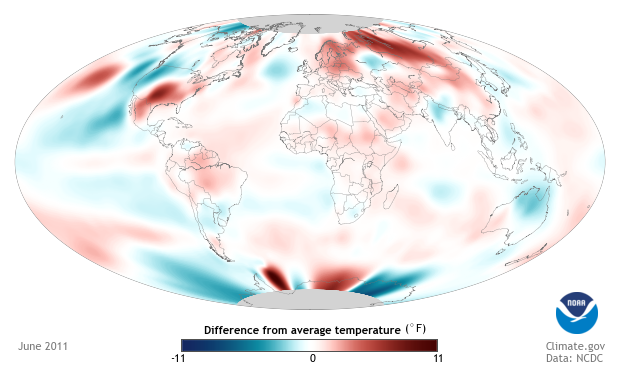 NOAA
Difference from average temperature (°F)
June 2011
-11
0
11
Climate.gov
Data: NCDC